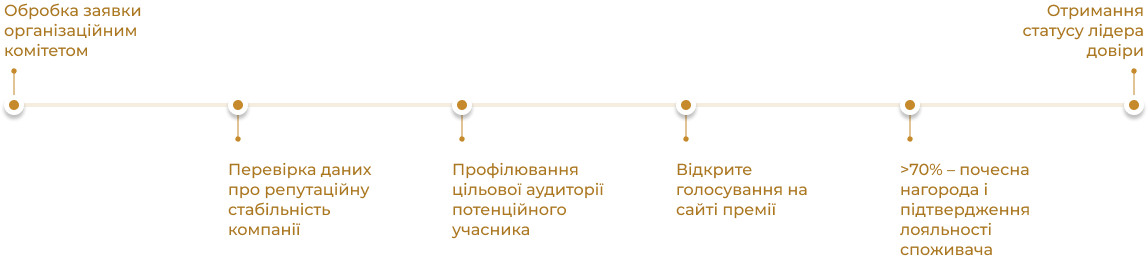 Обробка заявки
організаційним
комітетом
Перевірка даних
про репутаційну
стабільність
компанії
Профілювання
цільової аудиторії
потенційного
учасника
Відкрите
голосування на
сайті премії
>70% – почесна
нагорода і
підтвердження
лояльності
споживача
Отримання
статусу лідера
довіри